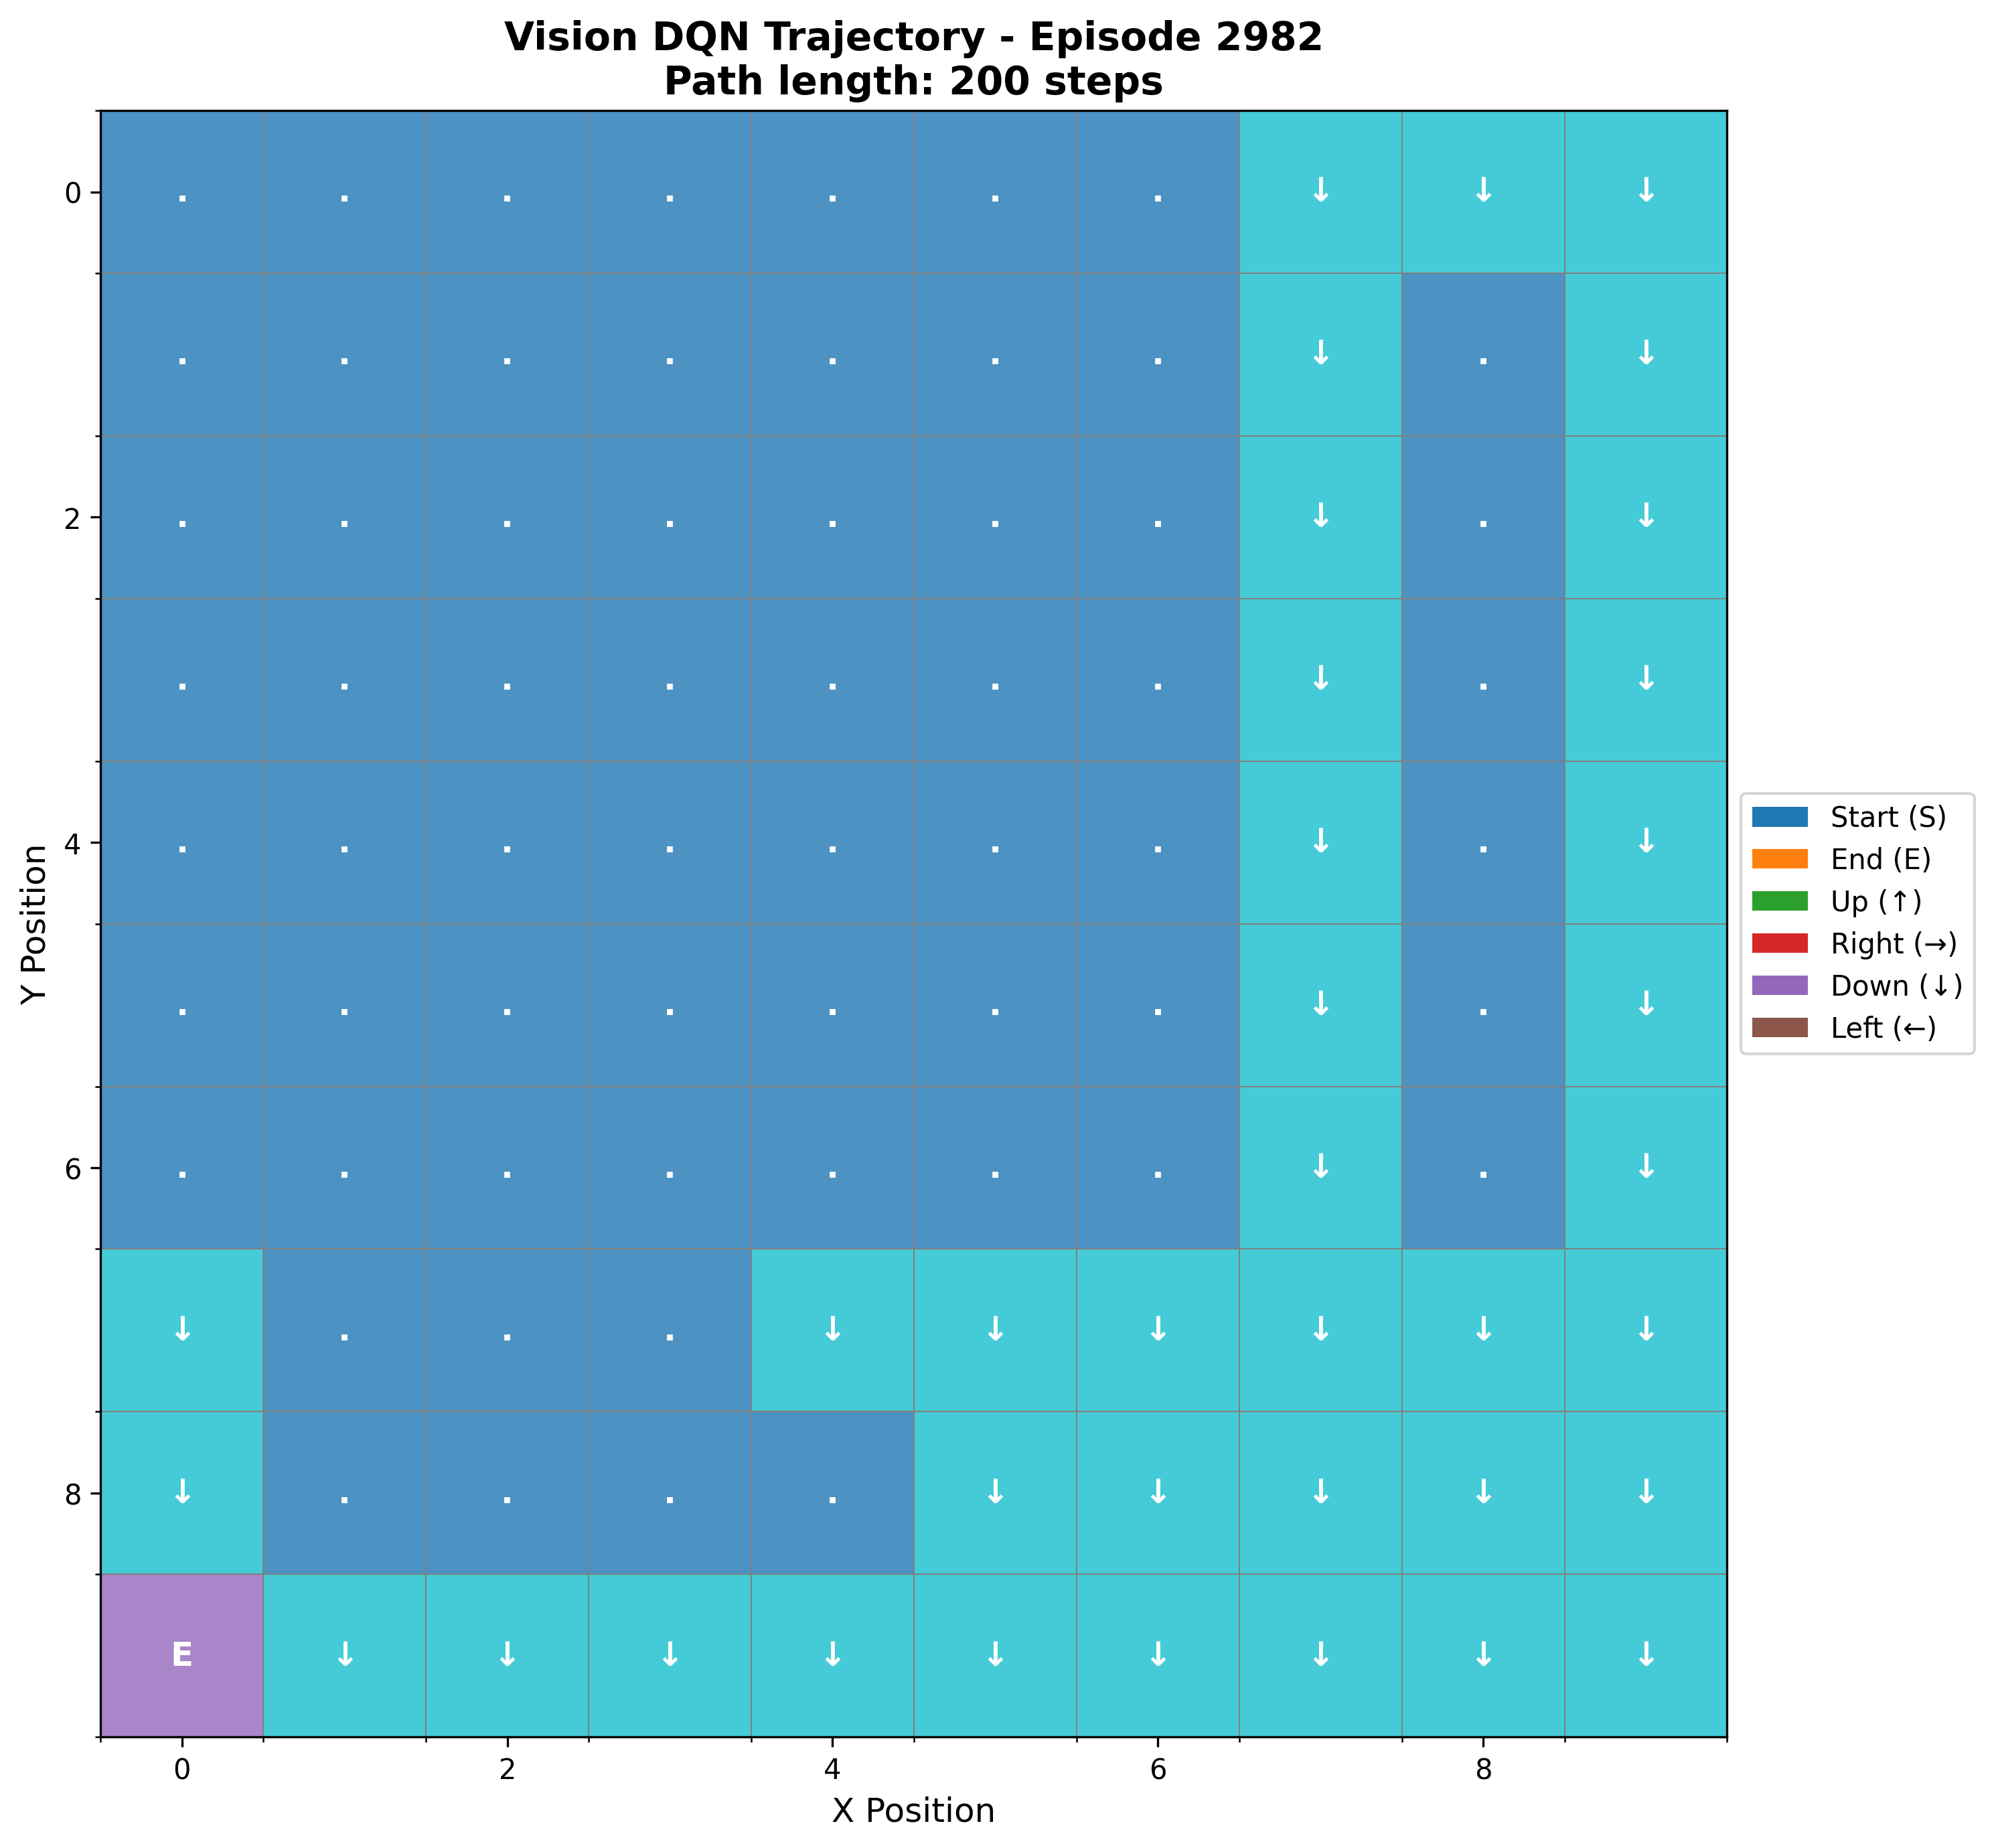 Vision DQN Trajectory - Episode 2982
Path length: 200 steps
0 . . . . . . . ↓ ↓ ↓
. . . . . . . ↓ . ↓
2 . . . . . . . ↓ . ↓
. . . . . . . ↓ . ↓
4 . . . . . . . ↓ . ↓
. . . . . . . ↓ . ↓
6 . . . . . . . ↓ . ↓
↓ . . . ↓ ↓ ↓ ↓ ↓ ↓
8 ↓ . . . . ↓ ↓ ↓ ↓ ↓
E ↓ ↓ ↓ ↓ ↓ ↓ ↓ ↓ ↓
0 2 4 6 8
X Position
Y Position
Start (S)
End (E)
Up (↑)
Right (→)
Down (↓)
Left (←)